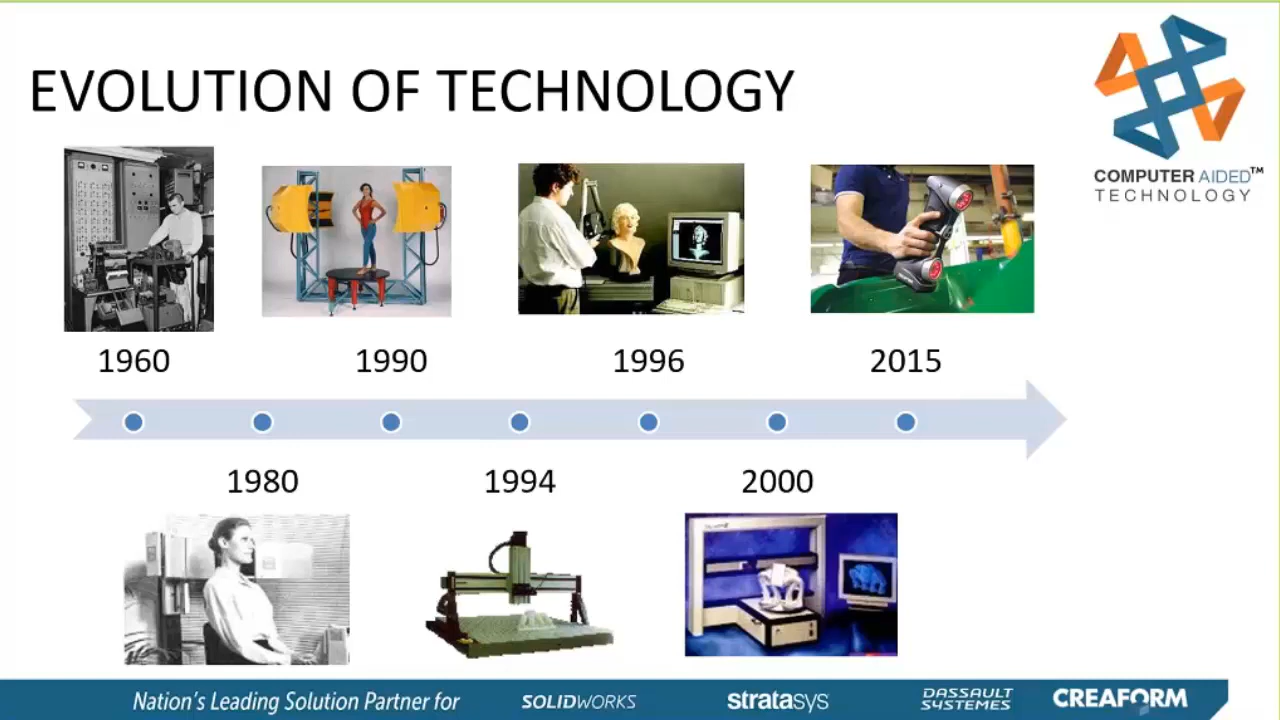 EVOLUTION OF TECHNOLOGY
COMPUTER AIDED™
TECHNOLOGY
1960
1990
1996
2015
1980
1994
2000
Nation's Leading Solution Partner for
SOLIDWORKS
stratasys
DASSAULT
SYSTEMES
CREAFORM